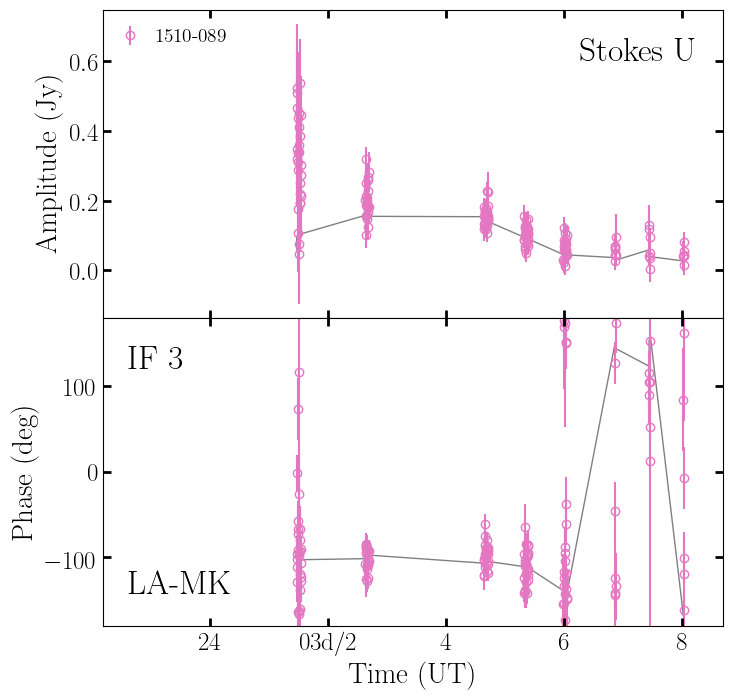 1510-089
Stokes U
Amplitude (Jy)
0.6
0.4
0.2
0.0
IF 3
Phase (deg)
100
0
−100
LA-MK
24 03d/2 4 6 8
Time (UT)